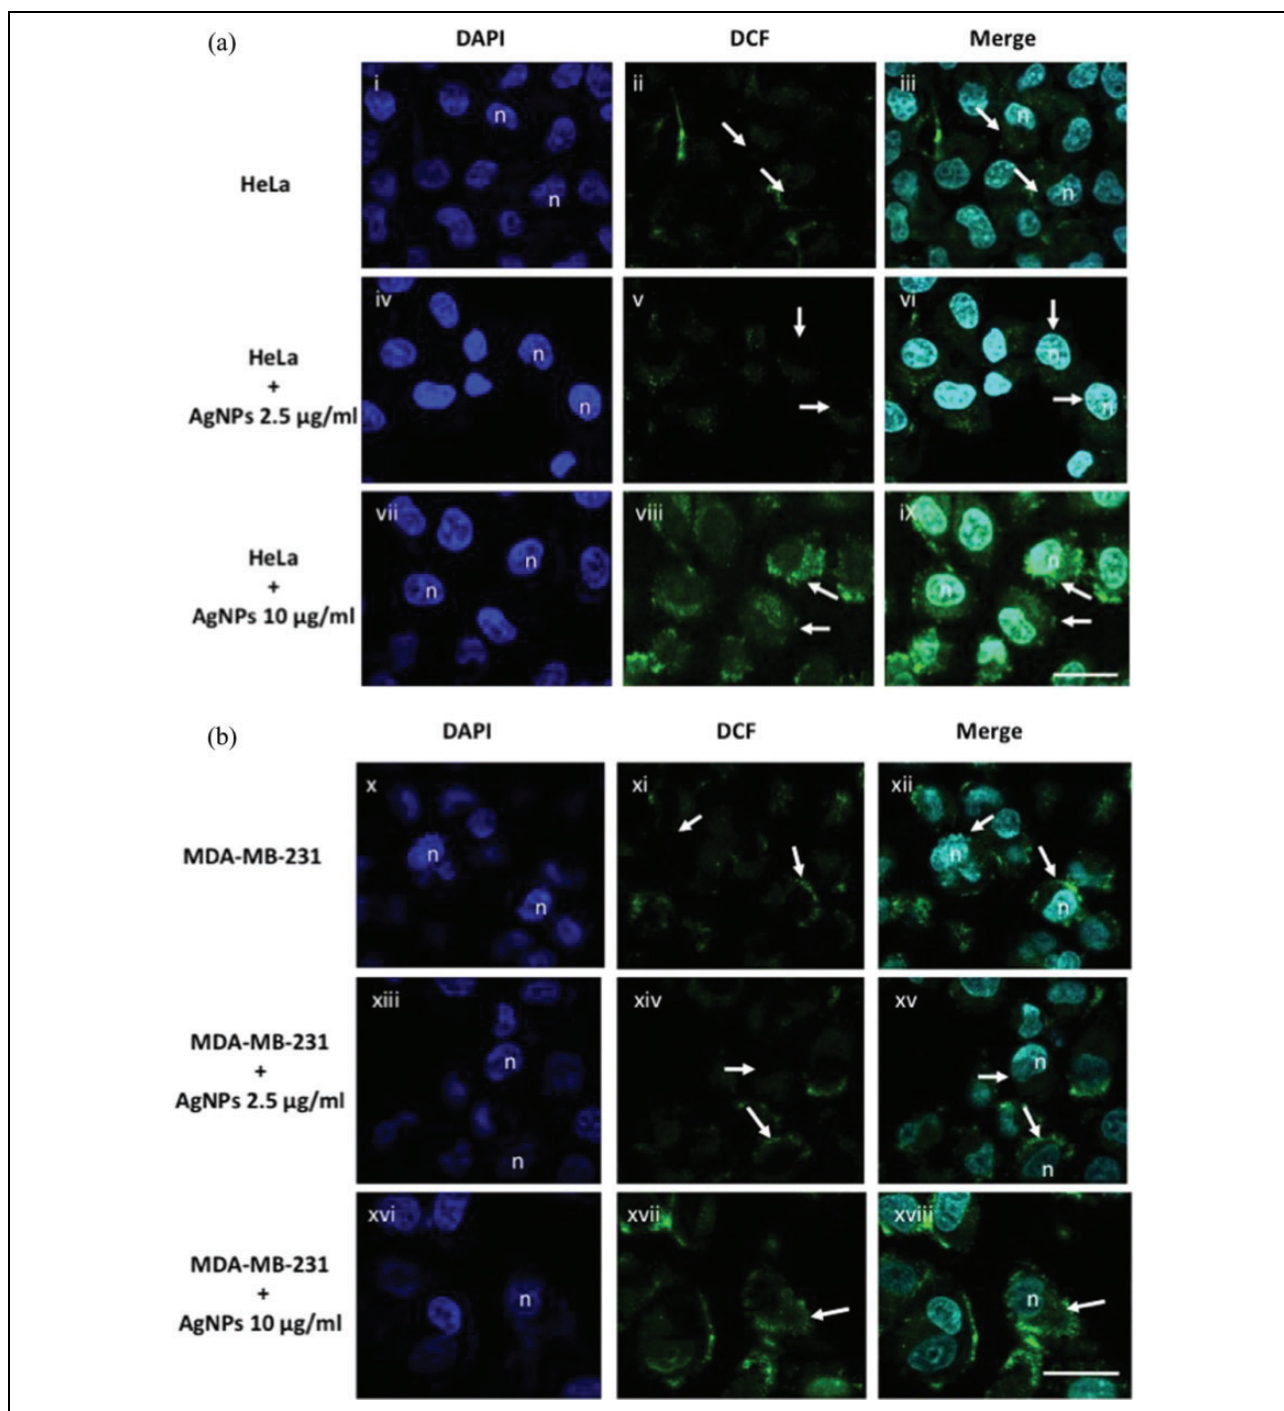 (a)
DAPI DCF Merge
HeLa
i n n ii iii n n
HeLa
+
AgNPs 2.5 µg/ml
iv n n v vi n n
HeLa
+
AgNPs 10 µg/ml
vii n n viii iX n n
(b)
DAPI DCF Merge
MDA-MB-231
x n n xi xii n n
MDA-MB-231
+
AgNPs 2.5 µg/ml
xiii n n xiv xv n n
MDA-MB-231
+
AgNPs 10 µg/ml
xvi n xvii xviii n